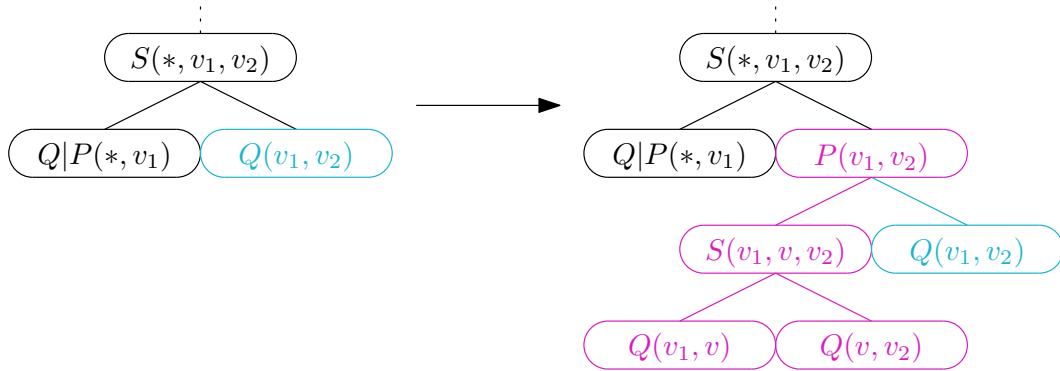 S(∗, v₁, v₂) S(∗, v₁, v₂)
Q|P(∗, v₁) Q(v₁, v₂) Q|P(∗, v₁) P(v₁, v₂)
S(v₁, v, v₂) Q(v₁, v₂)
Q(v₁, v) Q(v, v₂)